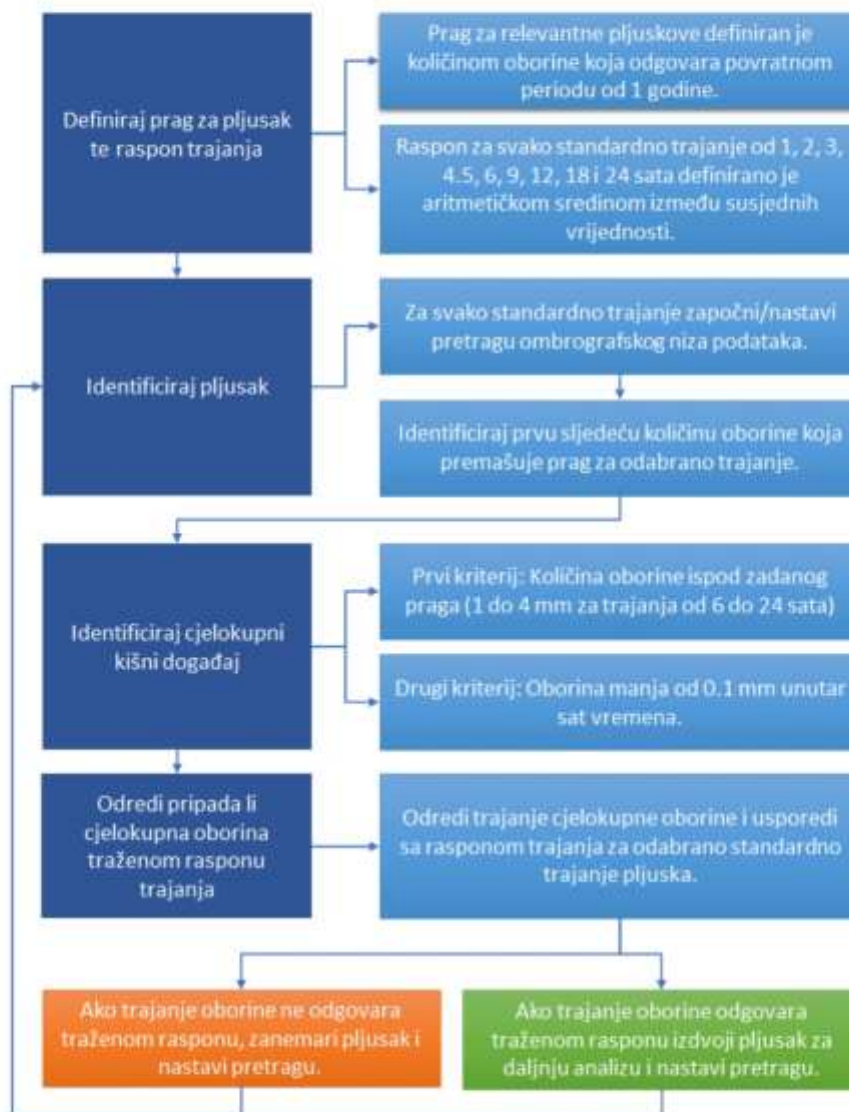 Definiraj prag za pljusak
te raspon trajanja
Prag za relevantne pljuskove definiran je
količinom oborine koja odgovara povratnom
periodu od 1 godine.
Raspon za svako standardno trajanje od 1, 2, 3,
4.5, 6, 9, 12, 18 i 24 sata definirano je
aritmetičkom sredinom između susjednih
vrijednosti.
Identificiraj pljusak
Za svako standardno trajanje započni/nastavi
pretragu ombrografskog niza podataka.
Identificiraj prvu sljedeću količinu oborine koja
premašuje prag za odabrano trajanje.
Identificiraj cjelokupni
kišni događaj
Prvi kriterij: Količina oborine ispod zadanog
praga (1 do 4 mm za trajanja od 6 do 24 sata)
Drugi kriterij: Oborina manja od 0.1 mm unutar
sat vremena.
Odredi pripada li
cjelokupna oborina
traženom rasponu
trajanja
Odredi trajanje cjelokupne oborine i usporedi
sa rasponom trajanja za odabrano standardno
trajanje pljuska.
Ako trajanje oborine ne odgovara
traženom rasponu, zanemari pljusak i
nastavi pretragu.
Ako trajanje oborine odgovara
traženom rasponu izdvoji pljusak za
daljnju analizu i nastavi pretragu.